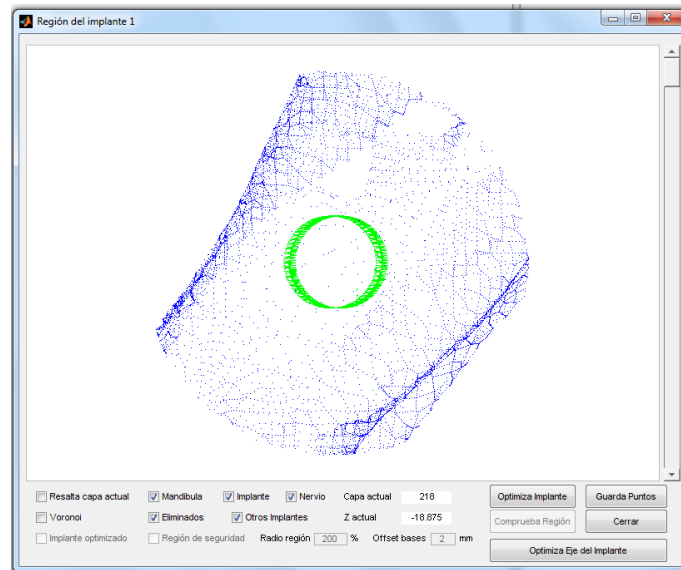 Región del implante 1
Resalta capa actual Mandibula Implante Nervio Capa actual 218 Optimiza Implante Guarda Puntos
Voronoi Eliminados Otros Implantes Z actual -18.875 Comprueba Región Cerrar
Implante optimizado Región de seguridad Radio región 200 % Offset bases 2 mm
Optimiza Eje del Implante